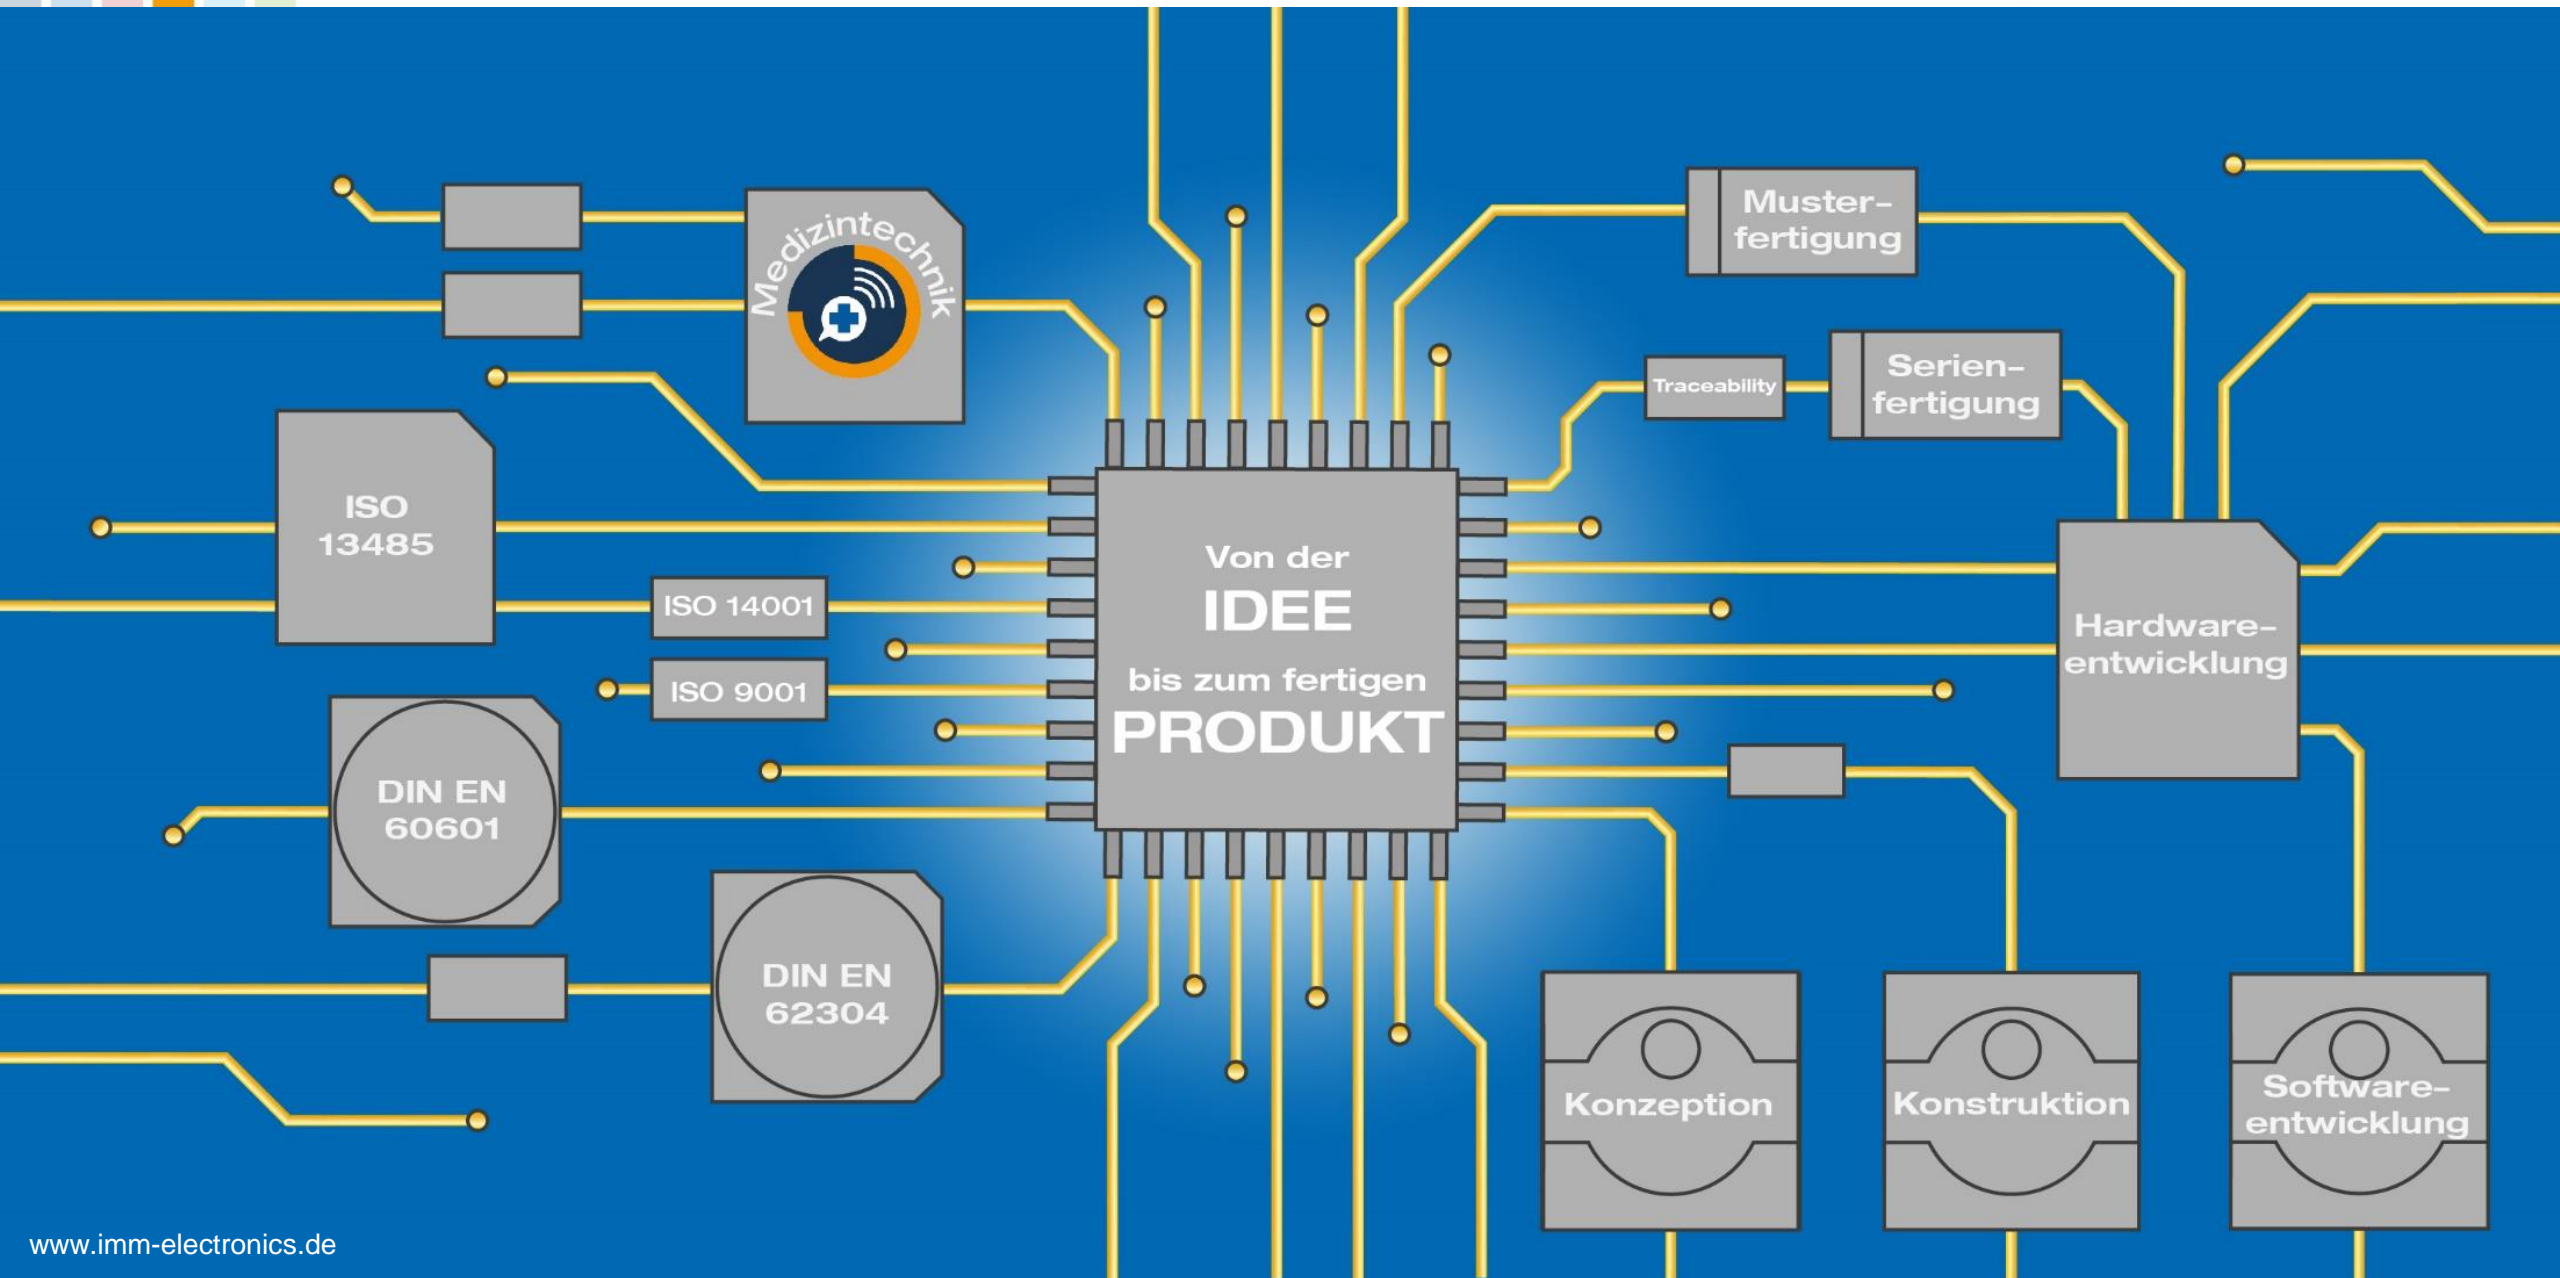 Medizintechnik
Muster-
fertigung
Serien-
fertigung
Traceability
ISO
13485
ISO 14001
ISO 9001
Von der
IDEE
bis zum fertigen
PRODUKT
Hardware-
entwicklung
DIN EN
60601
DIN EN
62304
Konzeption
Konstruktion
Software-
entwicklung
www.imm-electronics.de